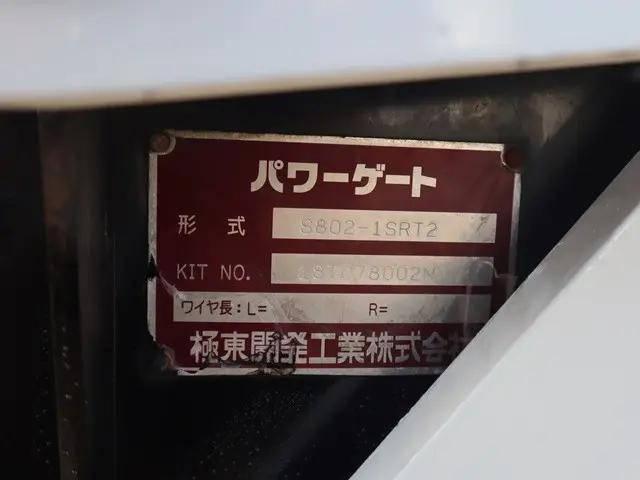 パワーゲート
形式 S802-1SRT2
KIT NO.
ワイヤ長:L= R=
極東開発工業株式会社